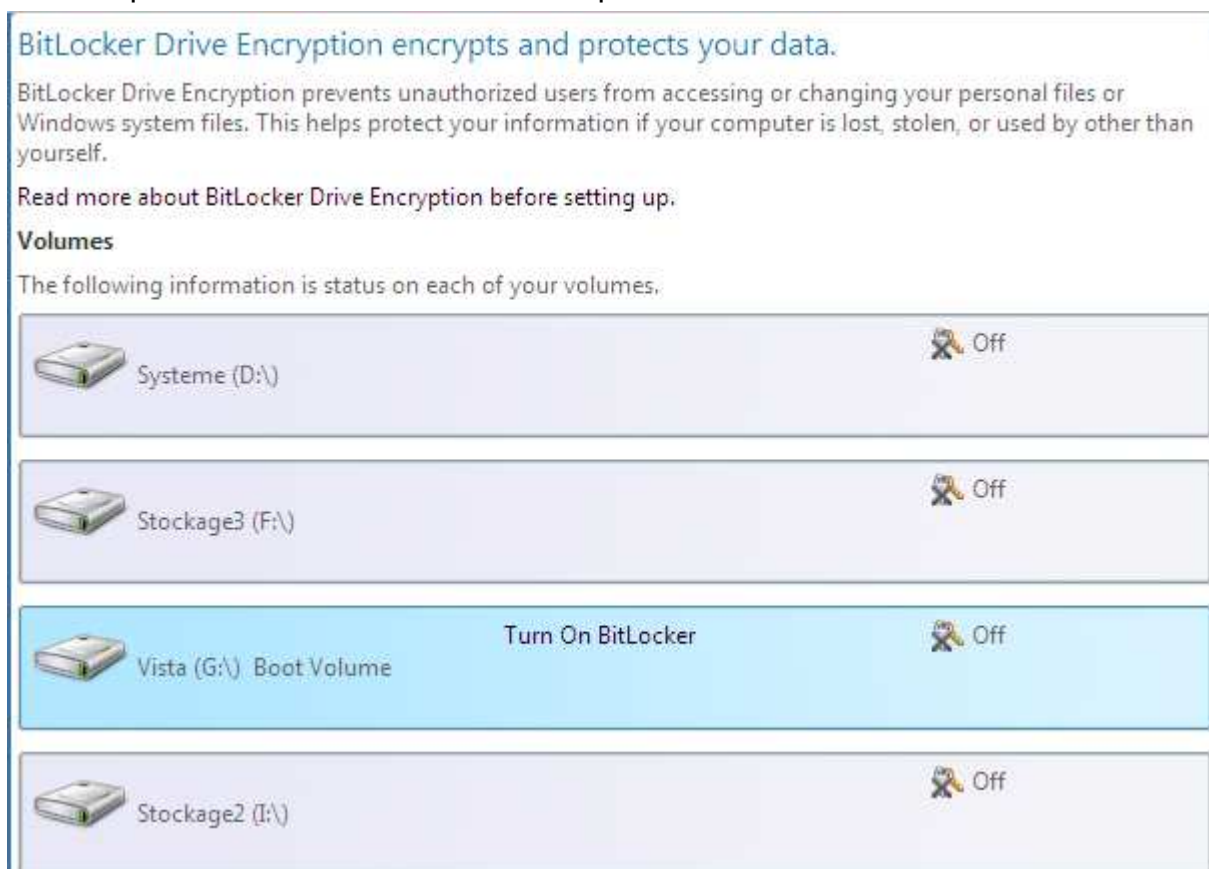 BitLocker Drive Encryption encrypts and protects your data.
BitLocker Drive Encryption prevents unauthorized users from accessing or changing your personal files or
Windows system files. This helps protect your information if your computer is lost, stolen, or used by other than
yourself.
Read more about BitLocker Drive Encryption before setting up.
Volumes
The following information is status on each of your volumes.
Off
Systeme (D:\)
Off
Stockage3 (F:\)
Turn On BitLocker Off
Vista (G:\) Boot Volume
Off
Stockage2 (I:\)